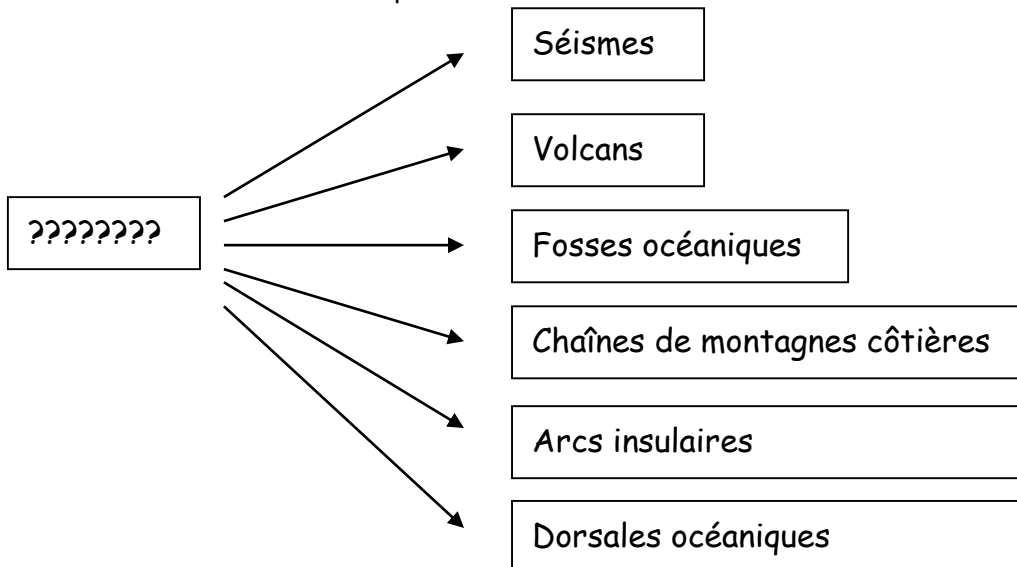 Séismes
Volcans
????????
Fosses océaniques
Chaînes de montagnes côtières
Arcs insulaires
Dorsales océaniques